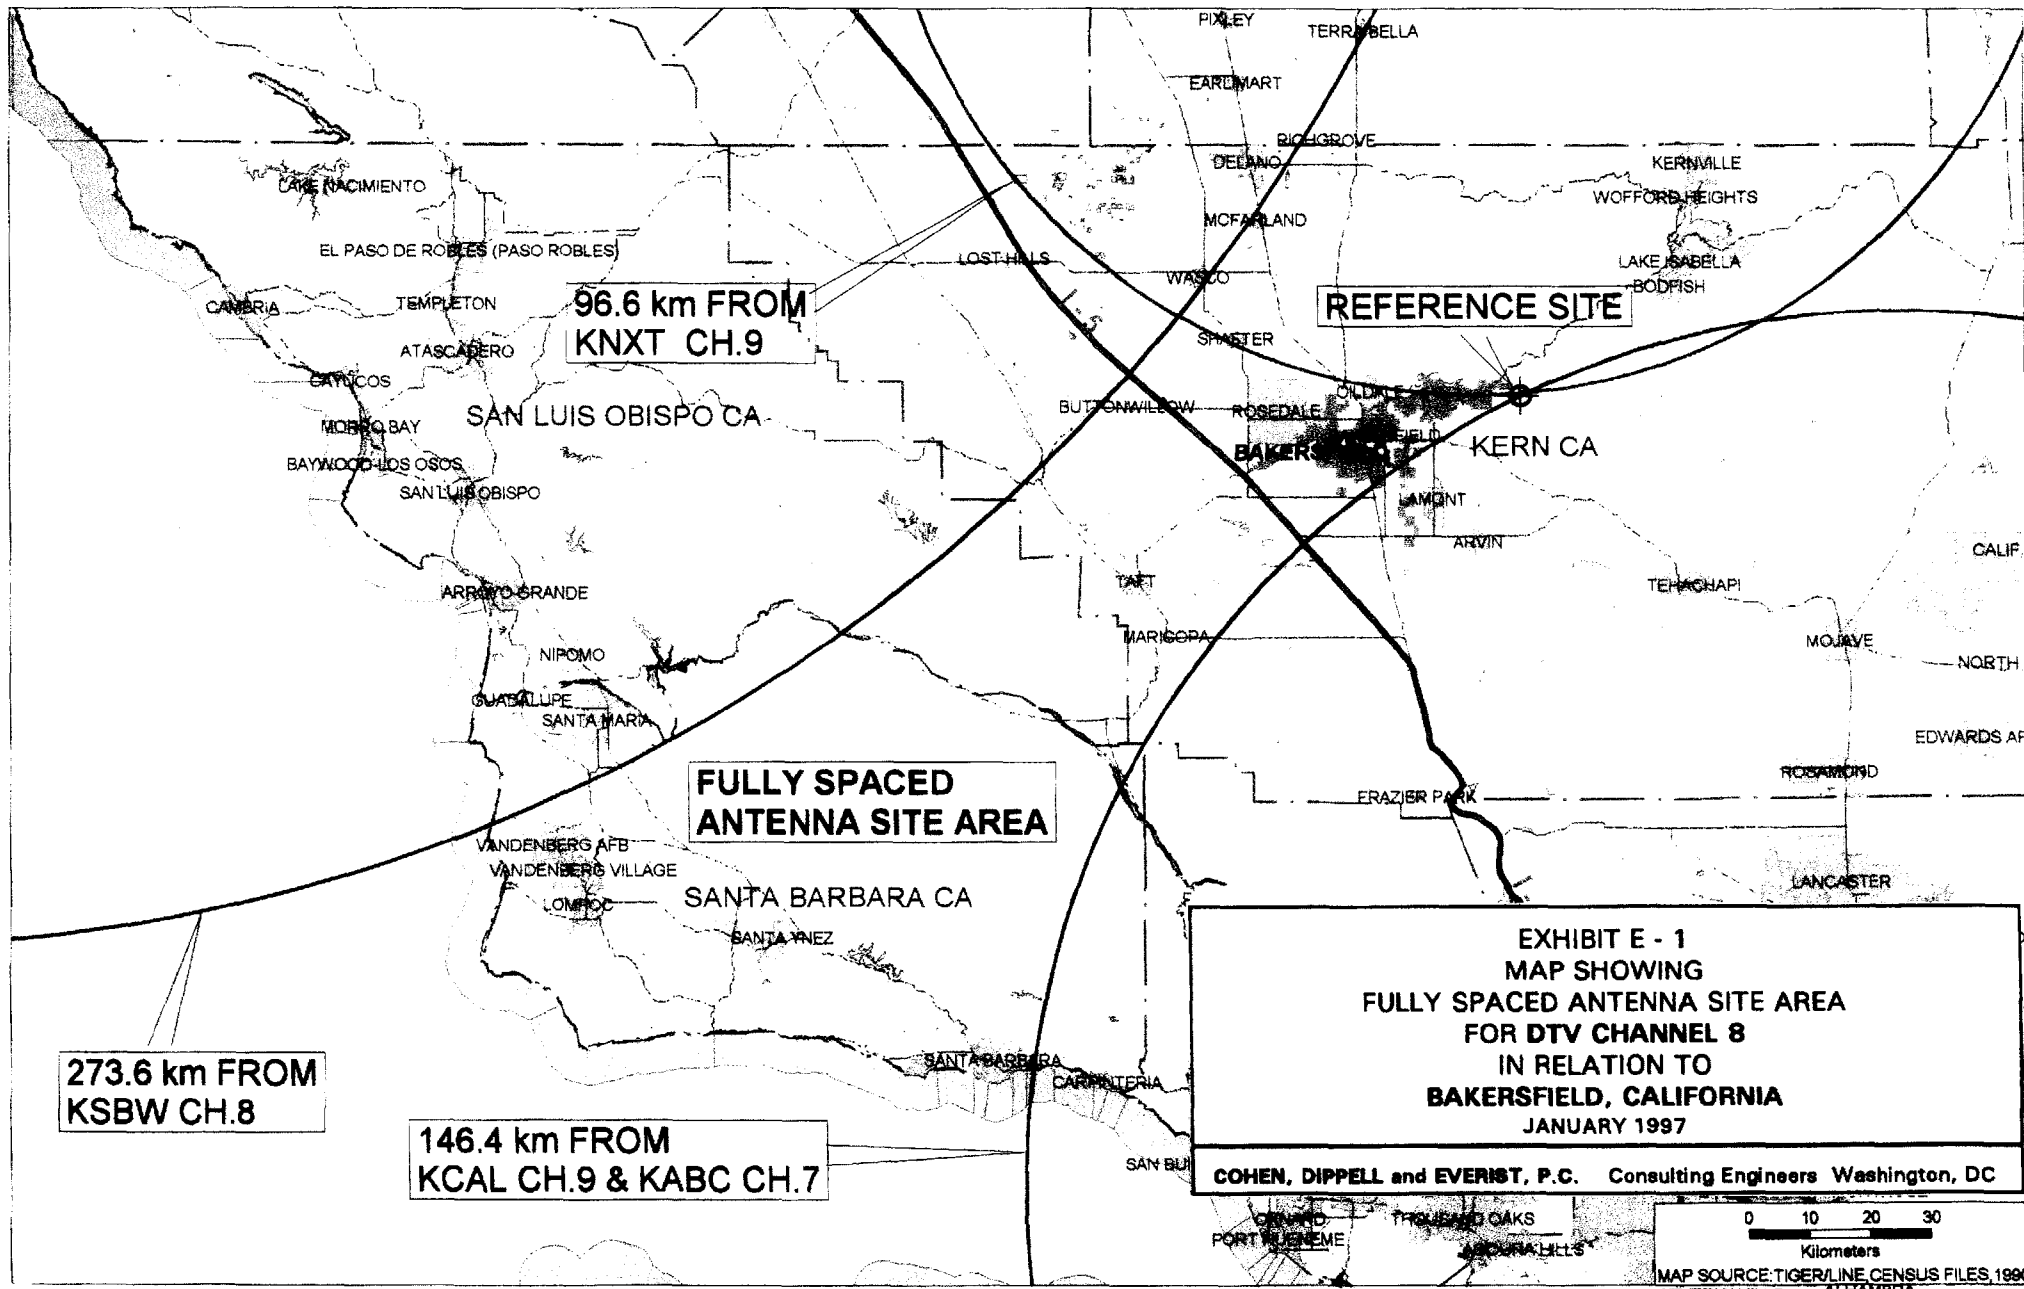 PIXLEY
TERRA BELLA
EARLIMART
RICHGROVE
DELANO
KERNVILLE
LAKE NACIMIENTO
WOFFORD HEIGHTS
MCFARLAND
EL PASO DE ROBLES (PASO ROBLES)
LOST HILLS
LAKE ISABELLA
WASCO
BODFISH
CAMBRIA
TEMPLETON
96.6 km FROM
KNXT CH.9
REFERENCE SITE
SHAFTER
ATASCADERO
CAYUCOS
OILDALE
BUTTONWILLOW
ROSEDALE
SAN LUIS OBISPO CA
MORRO BAY
KERN CA
BAYWOOD-LOS OSOS
SAN LUIS OBISPO
LAMONT
ARVIN
CALIF
TAFT
TEHACHAPI
ARROYO GRANDE
MARICOPA
MOJAVE
NIPOMO
NORTH
GUADALUPE
SANTA MARIA
EDWARDS AF
FULLY SPACED
ANTENNA SITE AREA
ROSAMOND
FRAZIER PARK
VANDENBERG AFB
VANDENBERG VILLAGE
LANCASTER
LOMPOC
SANTA BARBARA CA
SANTA YNEZ
SANTA BARBARA
CARPINTERIA
273.6 km FROM
KSBW CH.8
146.4 km FROM
KCAL CH.9 & KABC CH.7
SAN BU
EXHIBIT E - 1
MAP SHOWING
FULLY SPACED ANTENNA SITE AREA
FOR DTV CHANNEL 8
IN RELATION TO
BAKERSFIELD, CALIFORNIA
JANUARY 1997
COHEN, DIPPELL and EVERIST, P.C. Consulting Engineers Washington, DC
OXNARD
THOUSAND OAKS
PORT HUENEME
AGOURA HILLS
0 10 20 30
Kilometers
MAP SOURCE:TIGER/LINE CENSUS FILES,1990